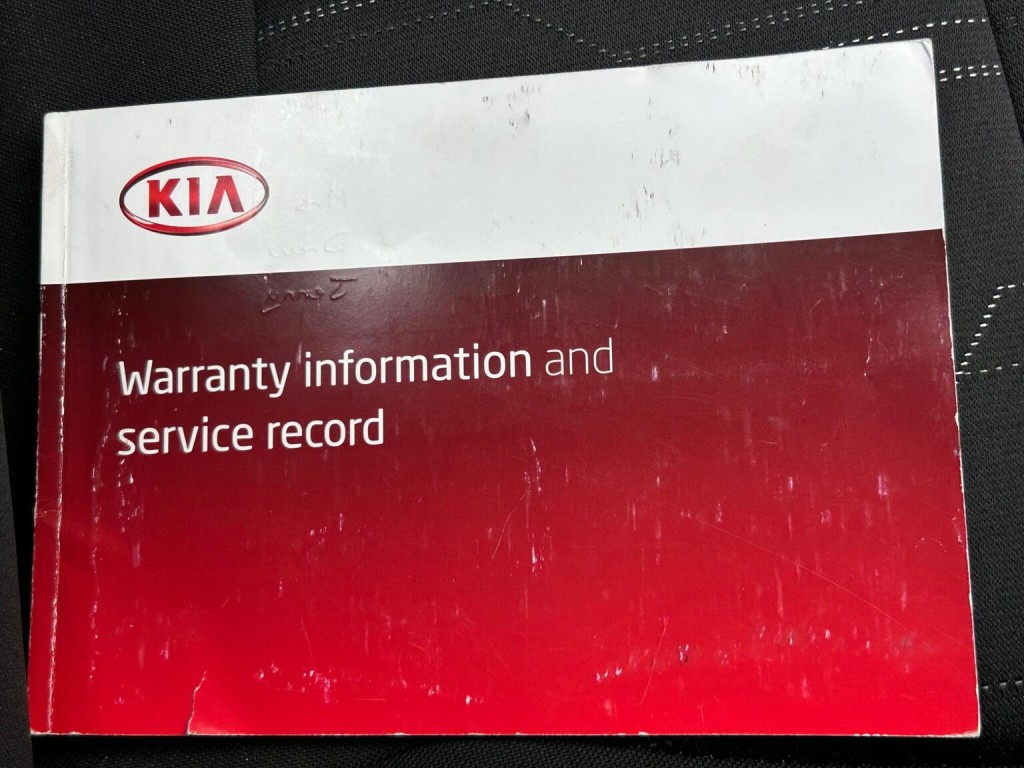 KIA
Warranty information and
service record